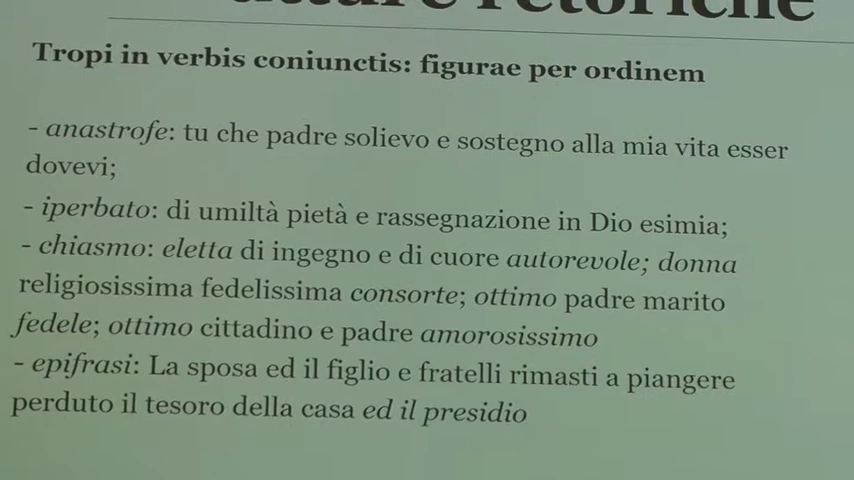 retoriche
Tropi in verbis coniunctis: figurae per ordinem
- anastrofe: tu che padre solievo e sostegno alla mia vita esser
dovevi;
- iperbato: di umiltà pietà e rassegnazione in Dio esimia;
- chiasmo: eletta di ingegno e di cuore autorevole; donna
religiosissima fedelissima consorte; ottimo padre marito
fedele; ottimo cittadino e padre amorosissimo
- epifrasi: La sposa ed il figlio e fratelli rimasti a piangere
perduto il tesoro della casa ed il presidio